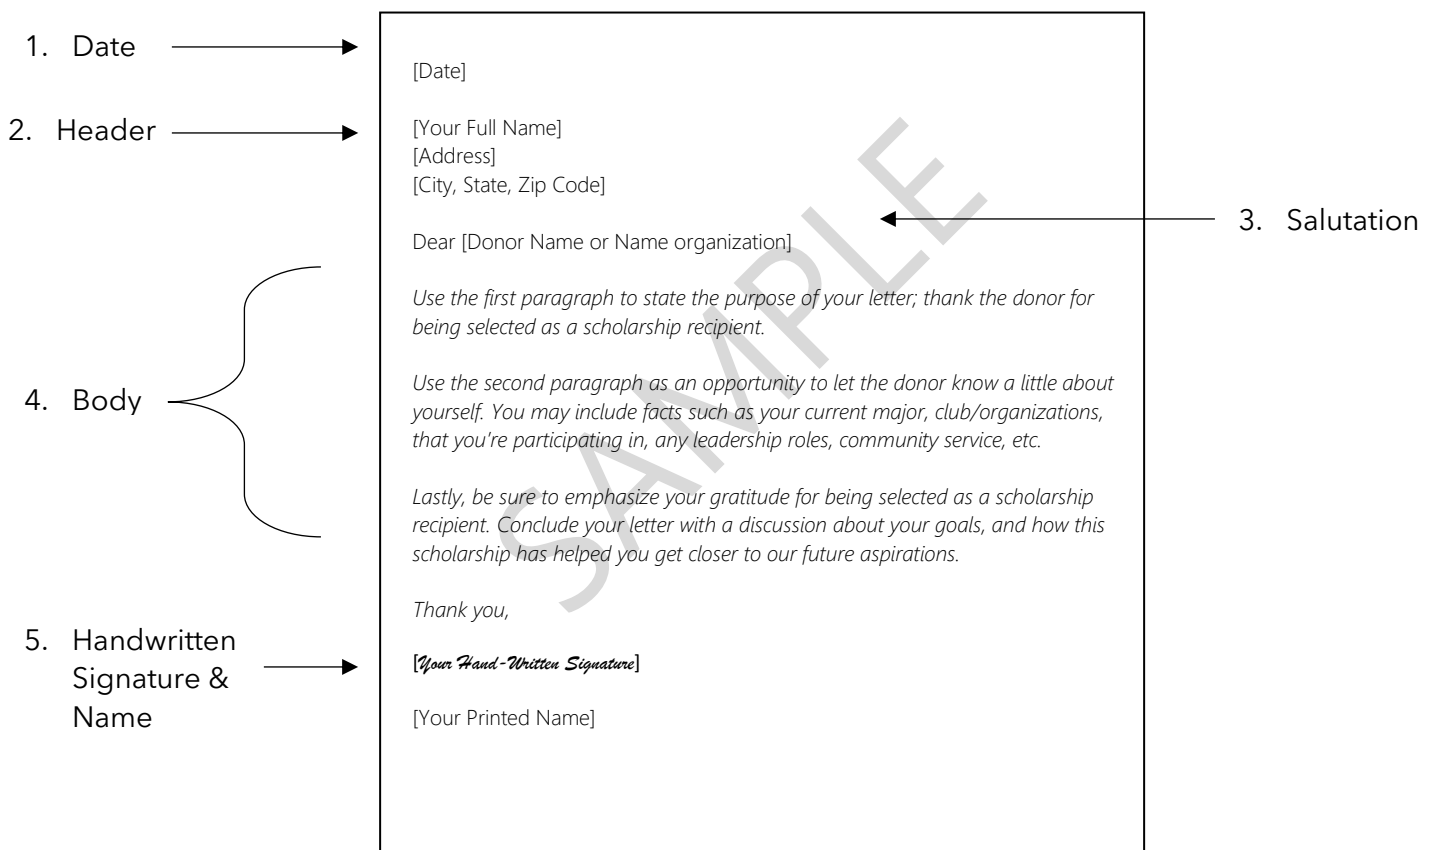 1. Date
[Date]
2. Header
[Your Full Name]
[Address]
[City, State, Zip Code]
3. Salutation
Dear [Donor Name or Name organization]
4. Body
Use the first paragraph to state the purpose of your letter; thank the donor for
being selected as a scholarship recipient.
Use the second paragraph as an opportunity to let the donor know a little about
yourself. You may include facts such as your current major, club/organizations,
that you're participating in, any leadership roles, community service, etc.
Lastly, be sure to emphasize your gratitude for being selected as a scholarship
recipient. Conclude your letter with a discussion about your goals, and how this
scholarship has helped you get closer to our future aspirations.
Thank you,
5. Handwritten
Signature &
Name
[Your Hand-Written Signature]
[Your Printed Name]
SAMPLE